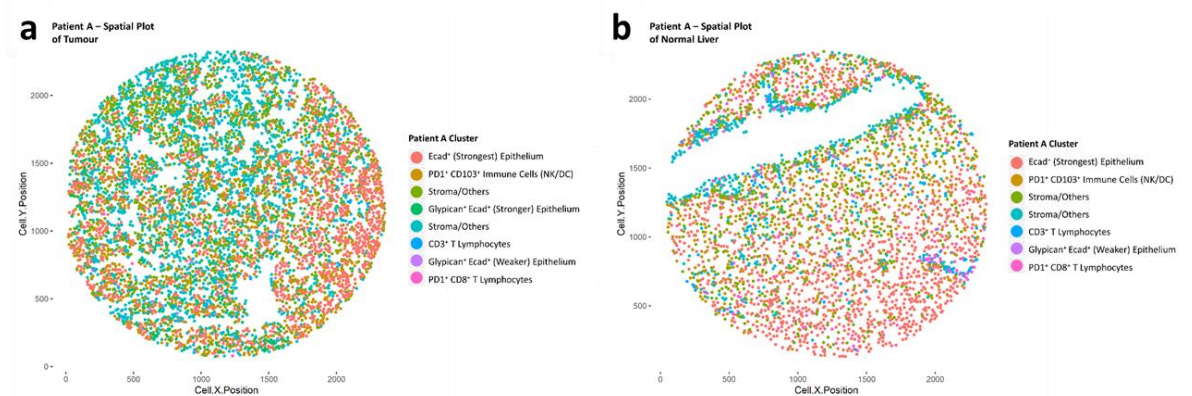 a
Patient A – Spatial Plot
of Tumour
2000
1500
1000
500
0
Cell.Y.Position
0 500 1000 1500 2000
Cell.X.Position
Patient A Cluster
Ecad⁺ (Strongest) Epithelium
PD1⁺ CD103⁺ Immune Cells (NK/DC)
Stroma/Others
Glypican⁺ Ecad⁺ (Stronger) Epithelium
Stroma/Others
CD3⁺ T Lymphocytes
Glypican⁺ Ecad⁺ (Weaker) Epithelium
PD1⁺ CD8⁺ T Lymphocytes
b
Patient A – Spatial Plot
of Normal Liver
2000
1500
1000
500
Cell.Y.Position
0 500 1000 1500 2000
Cell.X.Position
Patient A Cluster
Ecad⁺ (Strongest) Epithelium
PD1⁺ CD103⁺ Immune Cells (NK/DC)
Stroma/Others
Stroma/Others
CD3⁺ T Lymphocytes
Glypican⁺ Ecad⁺ (Weaker) Epithelium
PD1⁺ CD8⁺ T Lymphocytes